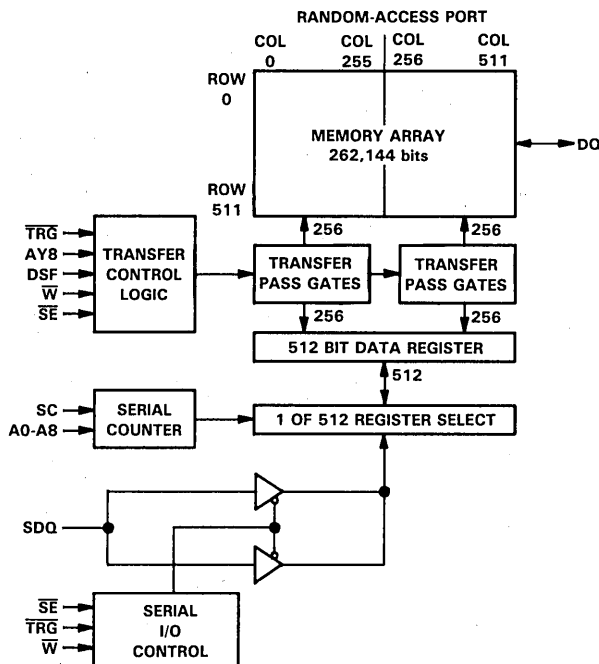 RANDOM-ACCESS PORT
COL 0
COL 255
COL 256
COL 511
ROW 0
MEMORY ARRAY
262,144 bits
DQ
ROW 511
256
256
TRG
AY8
DSF
W
SE
TRANSFER
CONTROL
LOGIC
TRANSFER
PASS GATES
TRANSFER
PASS GATES
256
256
512 BIT DATA REGISTER
512
SC
A0-A8
SERIAL
COUNTER
1 OF 512 REGISTER SELECT
SDQ
SE
TRG
W
SERIAL
I/O
CONTROL